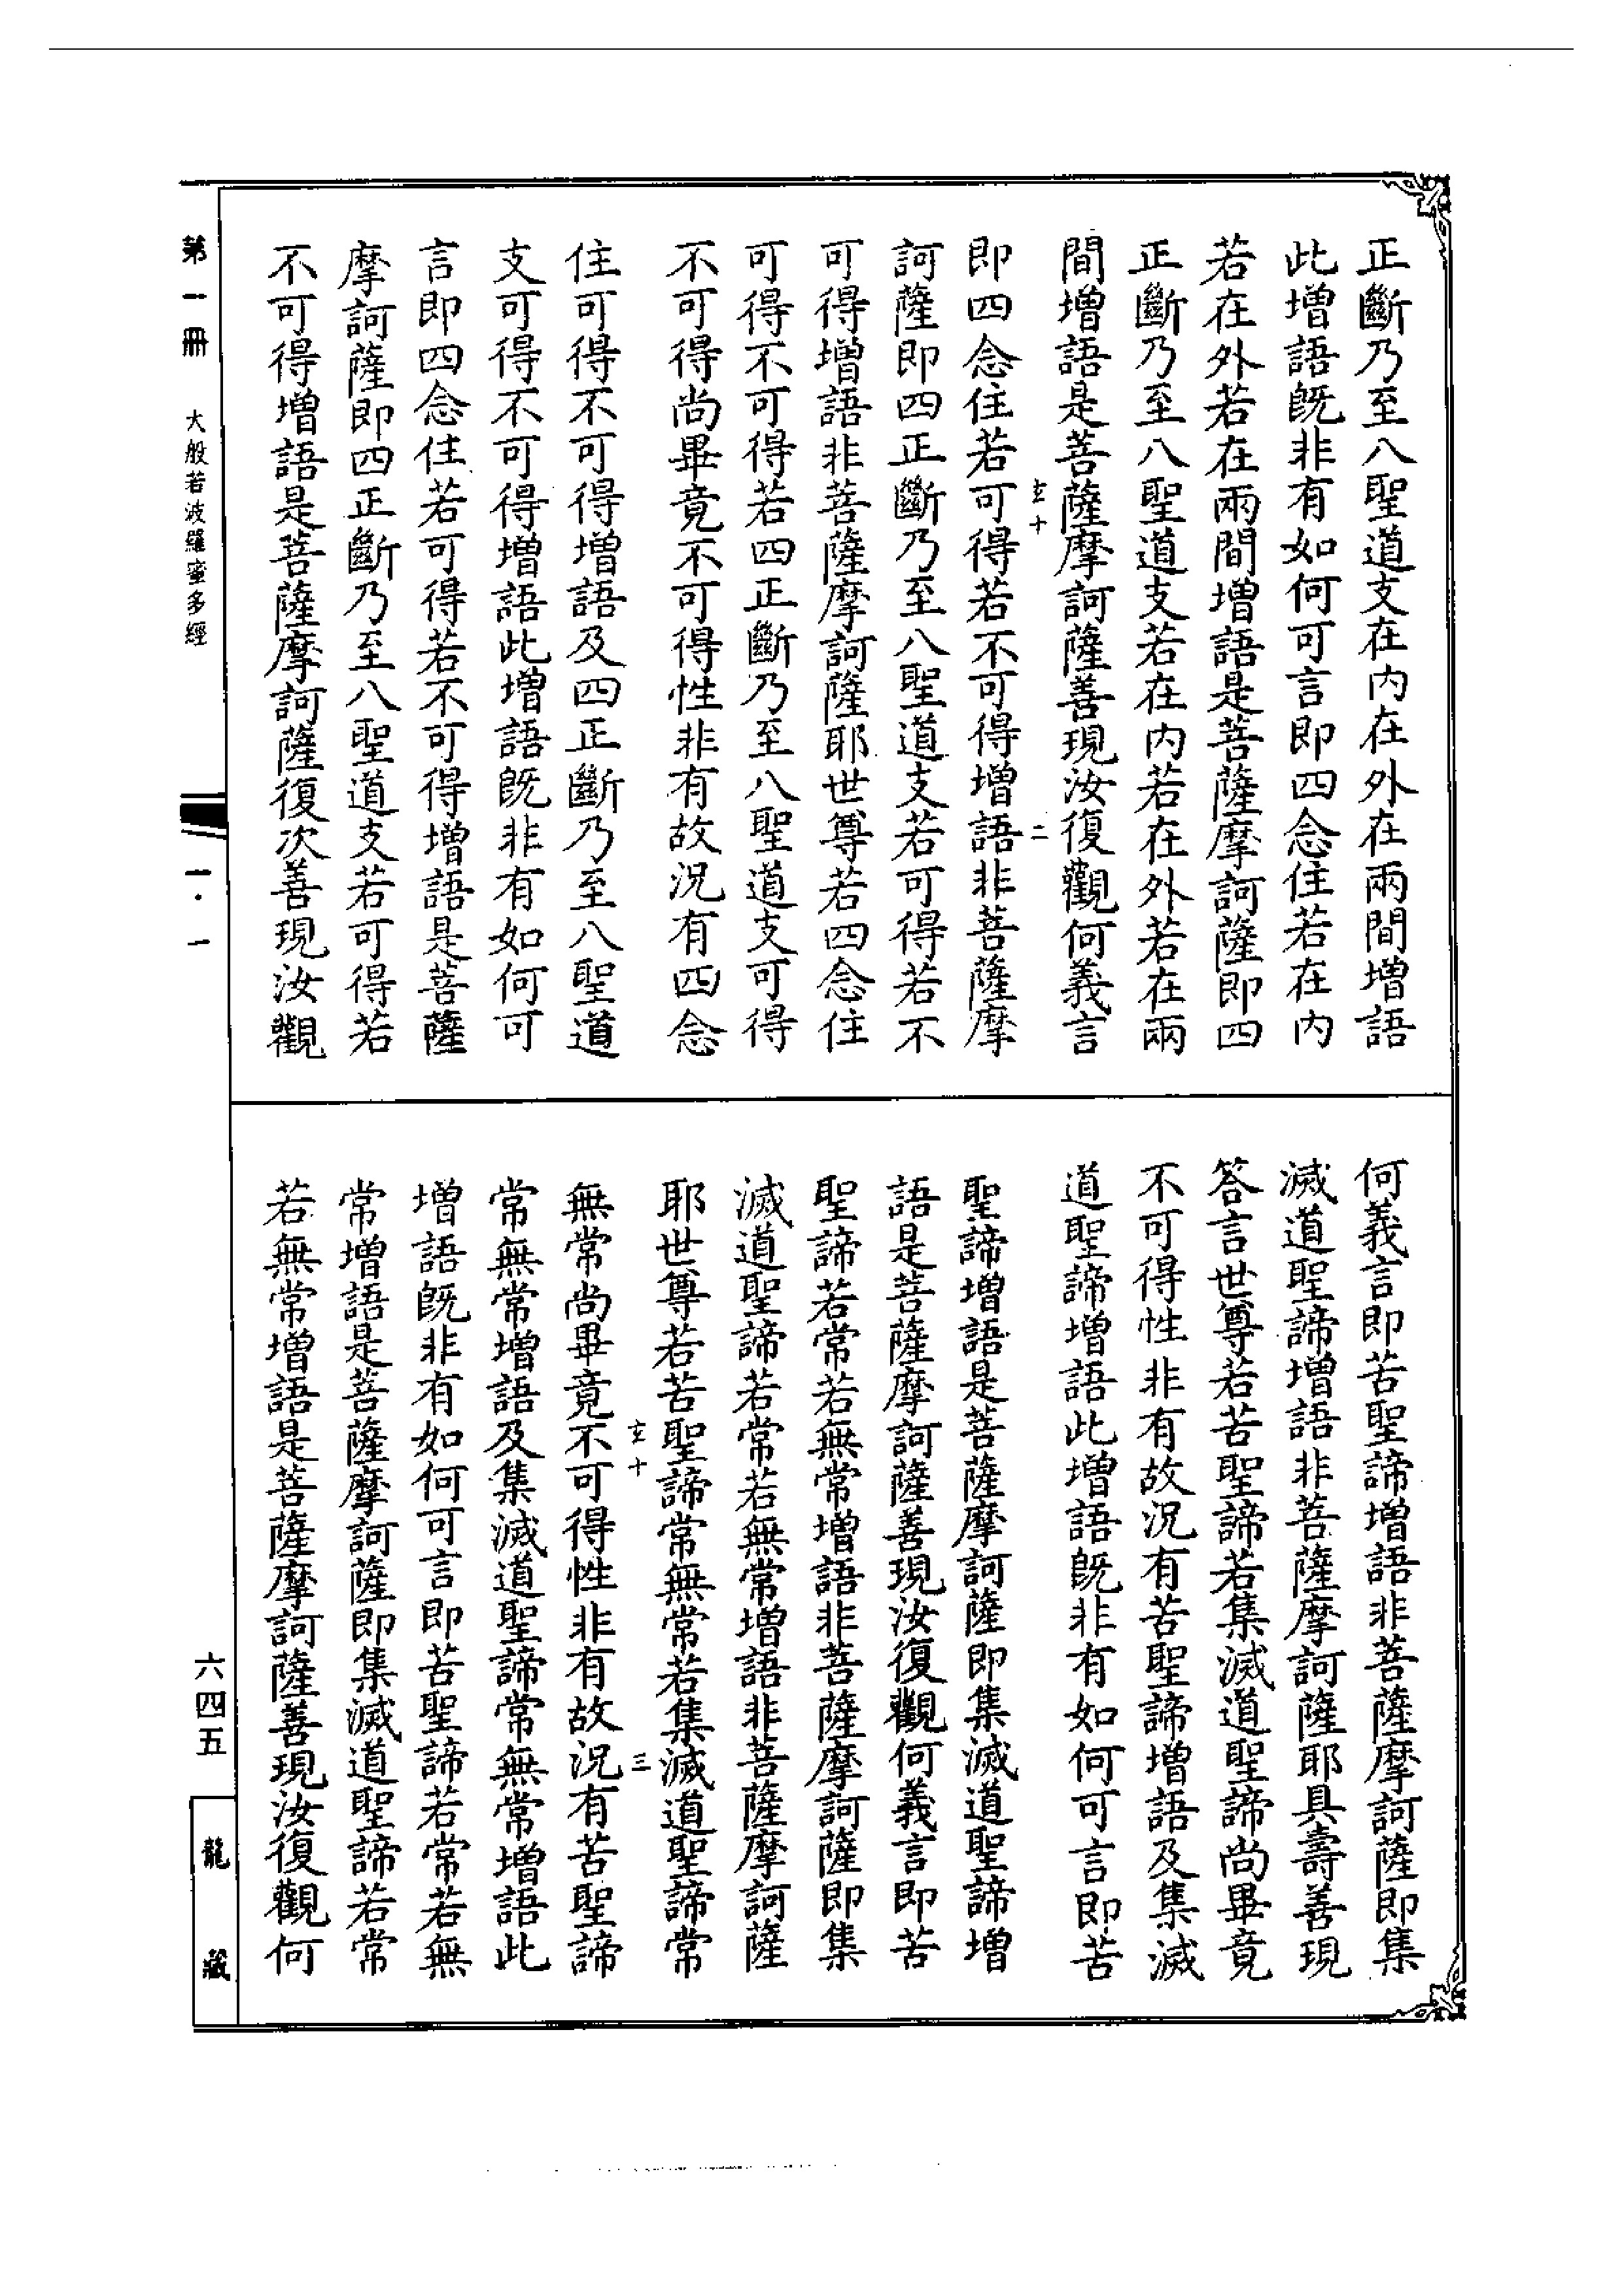 正斷乃至八聖道支在内在外在兩間增語
此增語既非有如何可言即四念住若在内
若在外若在兩間增語是菩薩摩訶薩即四
正斷乃至八聖道支若在内若在外若在兩
間增語是菩薩摩訶薩善現汝復觀何義言
玄十 二
即四念住若可得若不可得增語非菩薩摩
訶薩即四正斷乃至八聖道支若可得若不
可得增語非菩薩摩訶薩耶世尊若四念住
可得不可得若四正斷乃至八聖道支可得
不可得尚畢竟不可得性非有故況有四念
住可得不可得增語及四正斷乃至八聖道
支可得不可得增語此增語既非有如何可
言即四念住若可得若不可得增語是菩薩
摩訶薩即四正斷乃至八聖道支若可得若
不可得增語是菩薩摩訶薩復次善現汝觀
何義言即苦聖諦增語非菩薩摩訶薩即集
滅道聖諦增語非菩薩摩訶薩耶具壽善現
答言世尊若苦聖諦若集滅道聖諦尚畢竟
不可得性非有故況有苦聖諦增語及集滅
道聖諦增語此增語既非有如何可言即苦
聖諦增語是菩薩摩訶薩即集滅道聖諦增
語是菩薩摩訶薩善現汝復觀何義言即苦
聖諦若常若無常增語非菩薩摩訶薩即集
滅道聖諦若常若無常增語非菩薩摩訶薩
耶世尊若苦聖諦常無常若集滅道聖諦常
玄十 三
無常尚畢竟不可得性非有故況有苦聖諦
常無常增語及集滅道聖諦常無常增語此
增語既非有如何可言即苦聖諦若常若無
常增語是菩薩摩訶薩即集滅道聖諦若常
若無常增語是菩薩摩訶薩善現汝復觀何
第一冊 大般若波羅蜜多經 一·一
六四五 龍藏